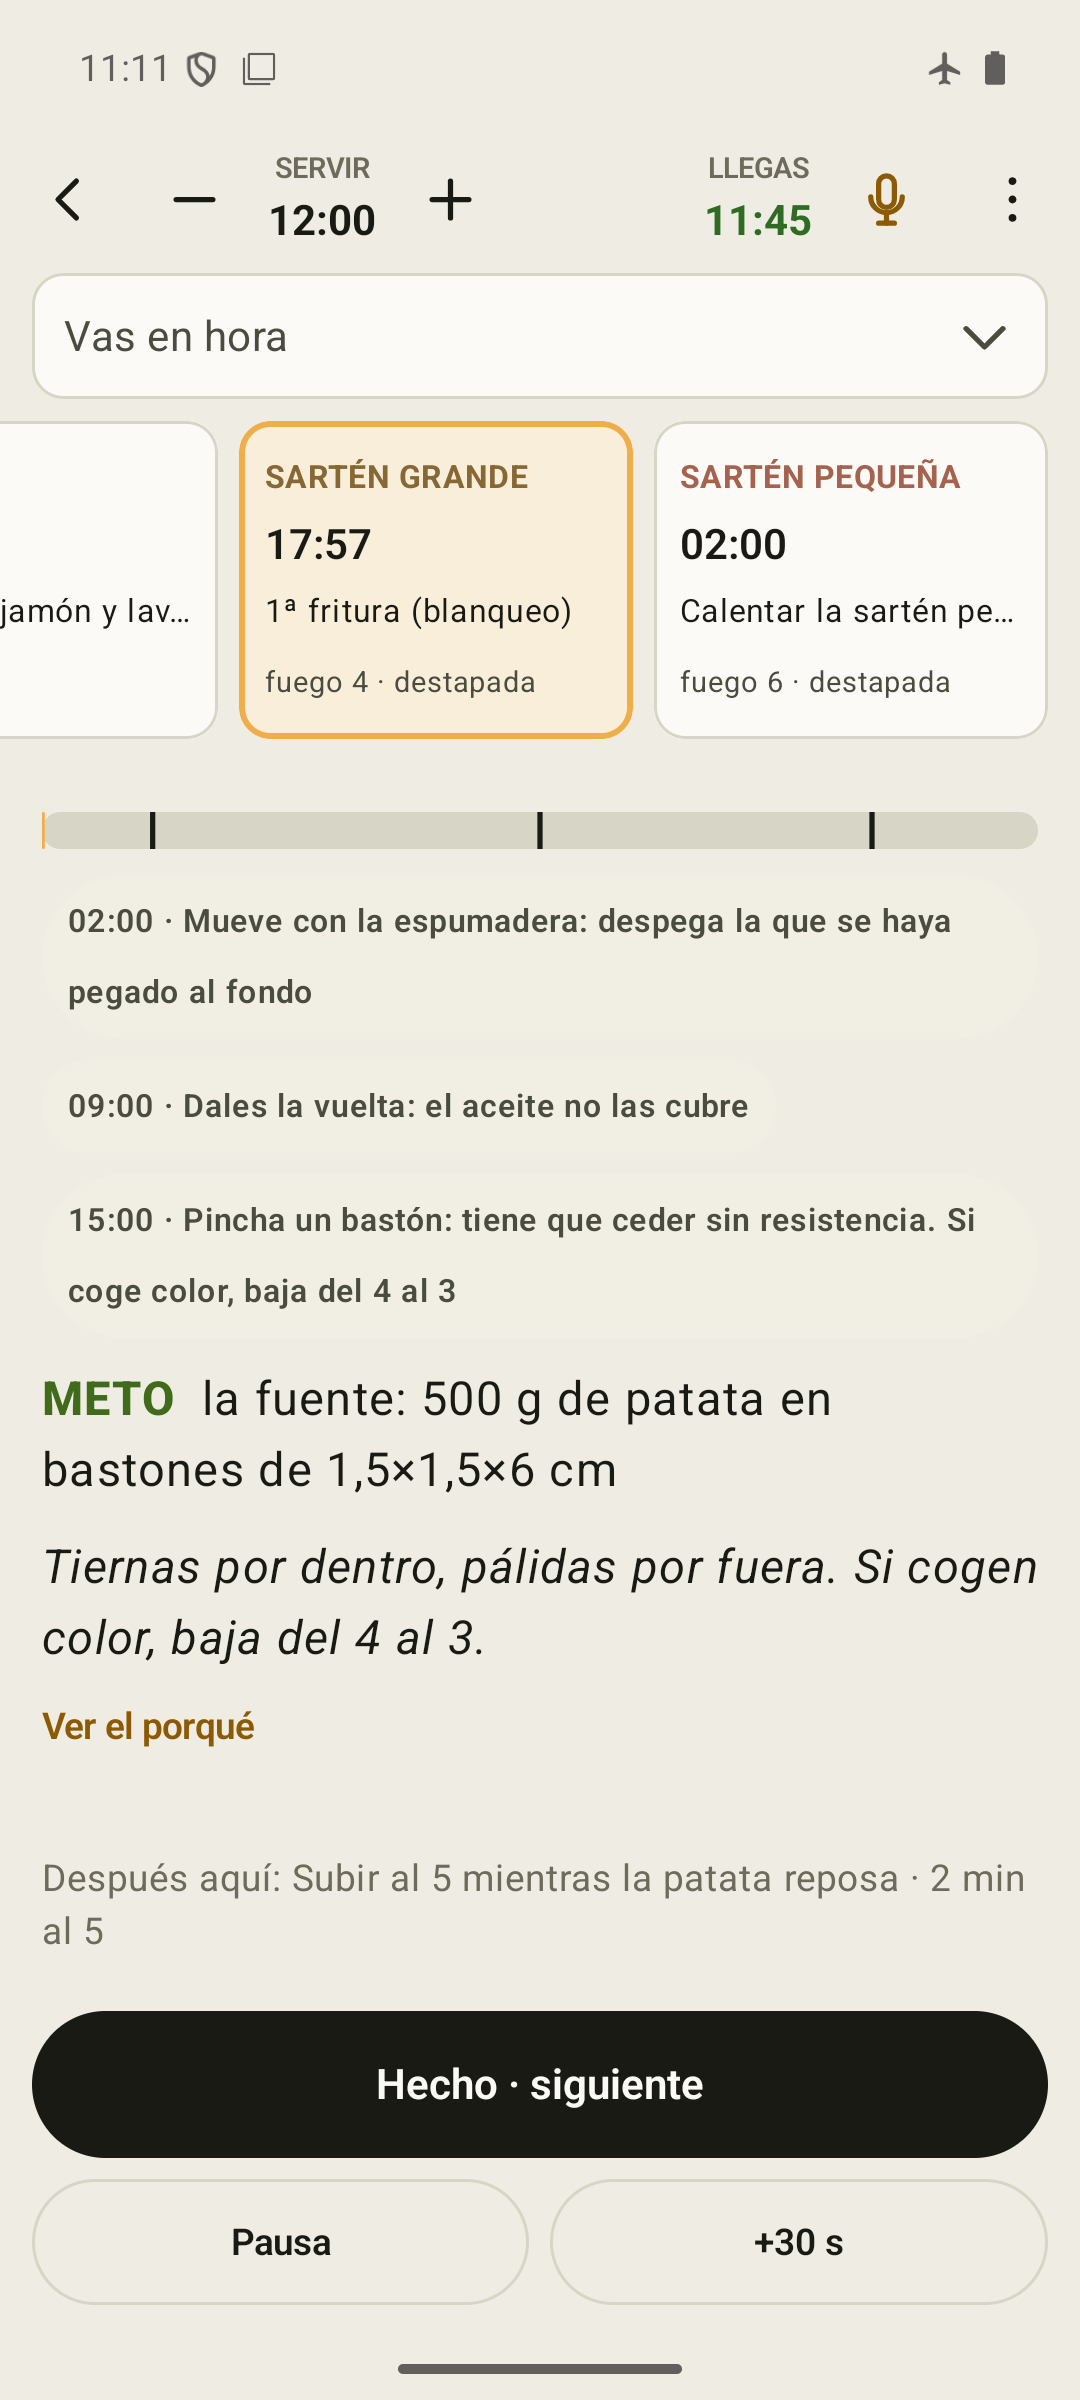 11:11
SERVIR
12:00
LLEGAS
11:45
Vas en hora
jamón y lav...
SARTÉN GRANDE
17:57
1ª fritura (blanqueo)
fuego 4 · destapada
SARTÉN PEQUEÑA
02:00
Calentar la sartén pe...
fuego 6 · destapada
02:00 · Mueve con la espumadera: despega la que se haya
pegado al fondo
09:00 · Dales la vuelta: el aceite no las cubre
15:00 · Pincha un bastón: tiene que ceder sin resistencia. Si
coge color, baja del 4 al 3
METO la fuente: 500 g de patata en
bastones de 1,5×1,5×6 cm
Tiernas por dentro, pálidas por fuera. Si cogen
color, baja del 4 al 3.
Ver el porqué
Después aquí: Subir al 5 mientras la patata reposa · 2 min
al 5
Hecho · siguiente
Pausa
+30 s